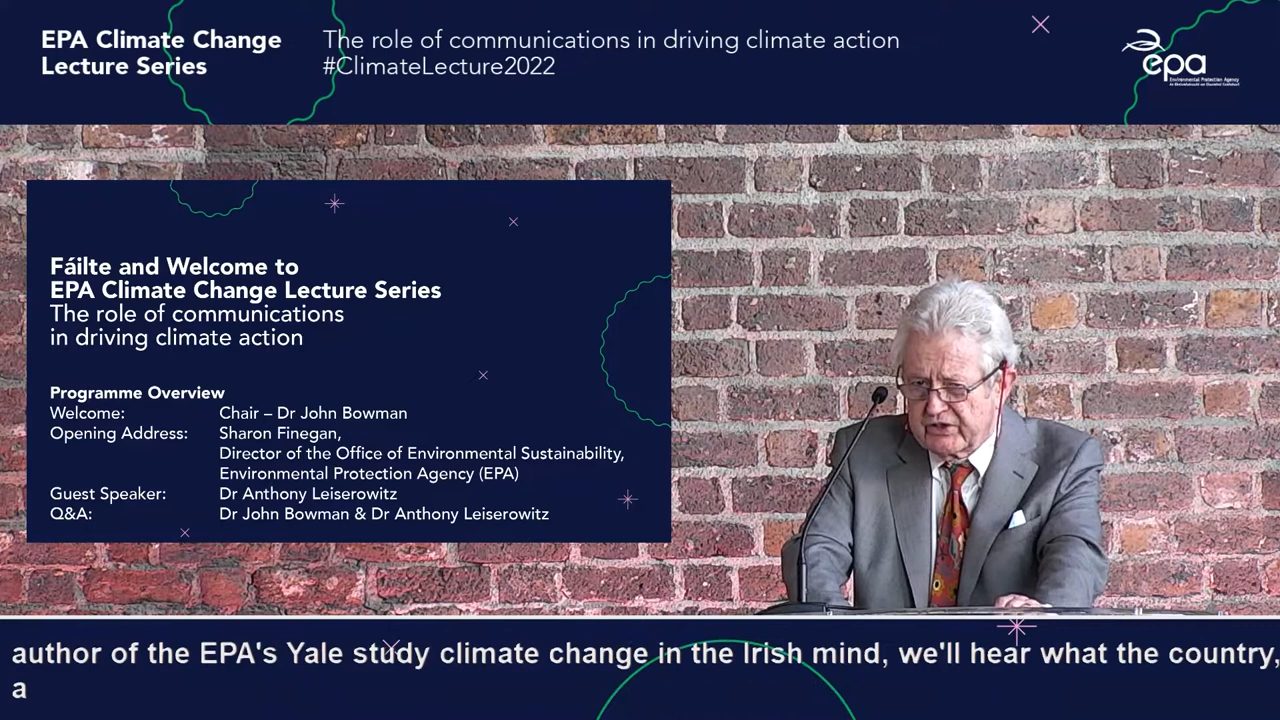 EPA Climate Change
Lecture Series
The role of communications in driving climate action
#ClimateLecture2022
epa
Environmental Protection Agency
Fáilte and Welcome to
EPA Climate Change Lecture Series
The role of communications
in driving climate action
Programme Overview
Welcome: Chair – Dr John Bowman
Opening Address: Sharon Finegan,
Director of the Office of Environmental Sustainability,
Environmental Protection Agency (EPA)
Guest Speaker: Dr Anthony Leiserowitz
Q&A: Dr John Bowman & Dr Anthony Leiserowitz
author of the EPA's Yale study climate change in the Irish mind, we'll hear what the country,
a